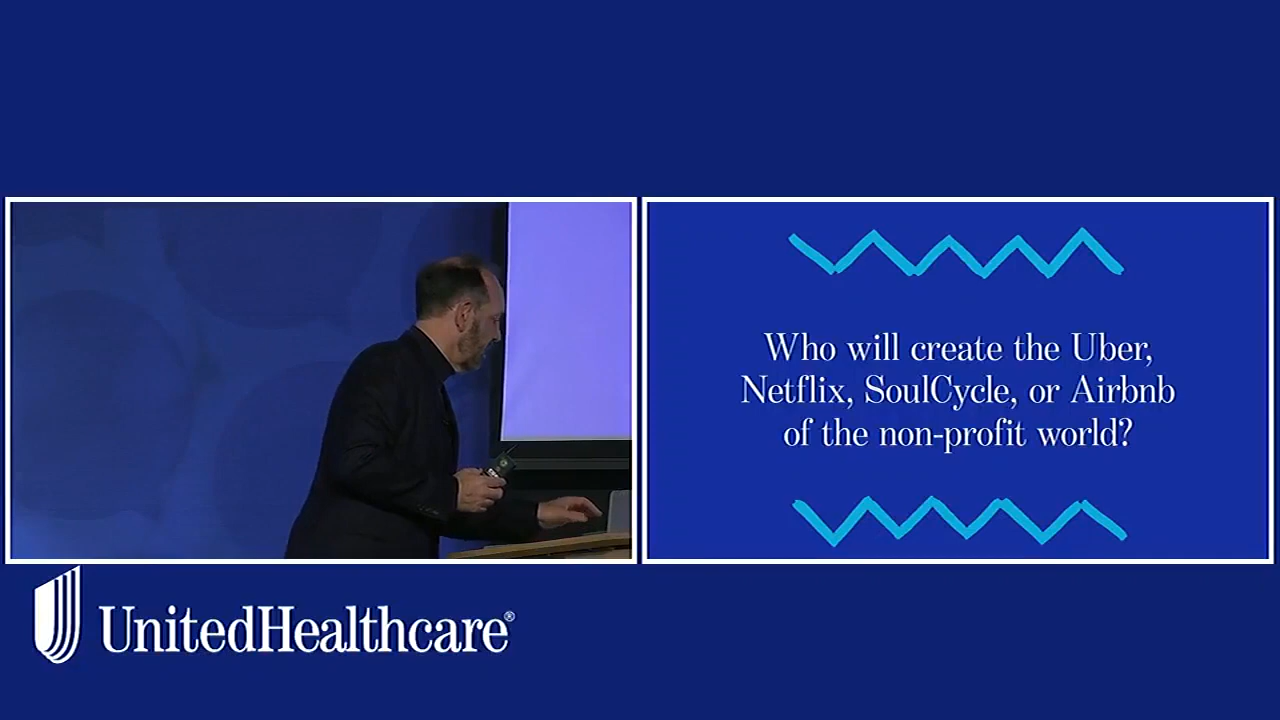 Who will create the Uber,
Netflix, SoulCycle, or Airbnb
of the non-profit world?
UnitedHealthcare®